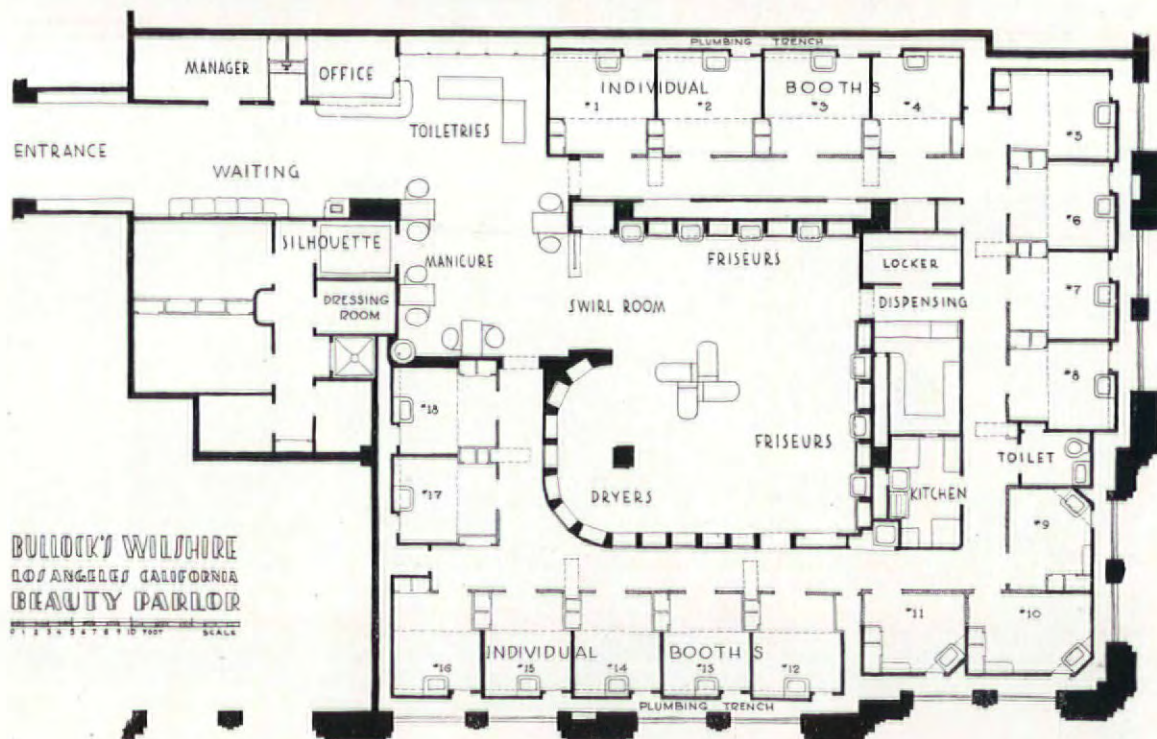 PLUMBING TRENCH
MANAGER
OFFICE
INDIVIDUAL BOOTHS
#1
#2
#3
#4
TOILETRIES
#5
ENTRANCE
WAITING
#6
SILHOUETTE
MANICURE
FRISEURS
LOCKER
DRESSING
ROOM
SWIRL ROOM
DISPENSING
#7
#8
#18
FRISEURS
TOILET
#17
DRYERS
KITCHEN
#9
BULLOCK'S WILSHIRE
LOS ANGELES CALIFORNIA
BEAUTY PARLOR
0 1 2 3 4 5 6 7 8 9 10 FOOT SCALE
#11
#10
INDIVIDUAL BOOTHS
#16
#15
#14
#13
#12
PLUMBING TRENCH